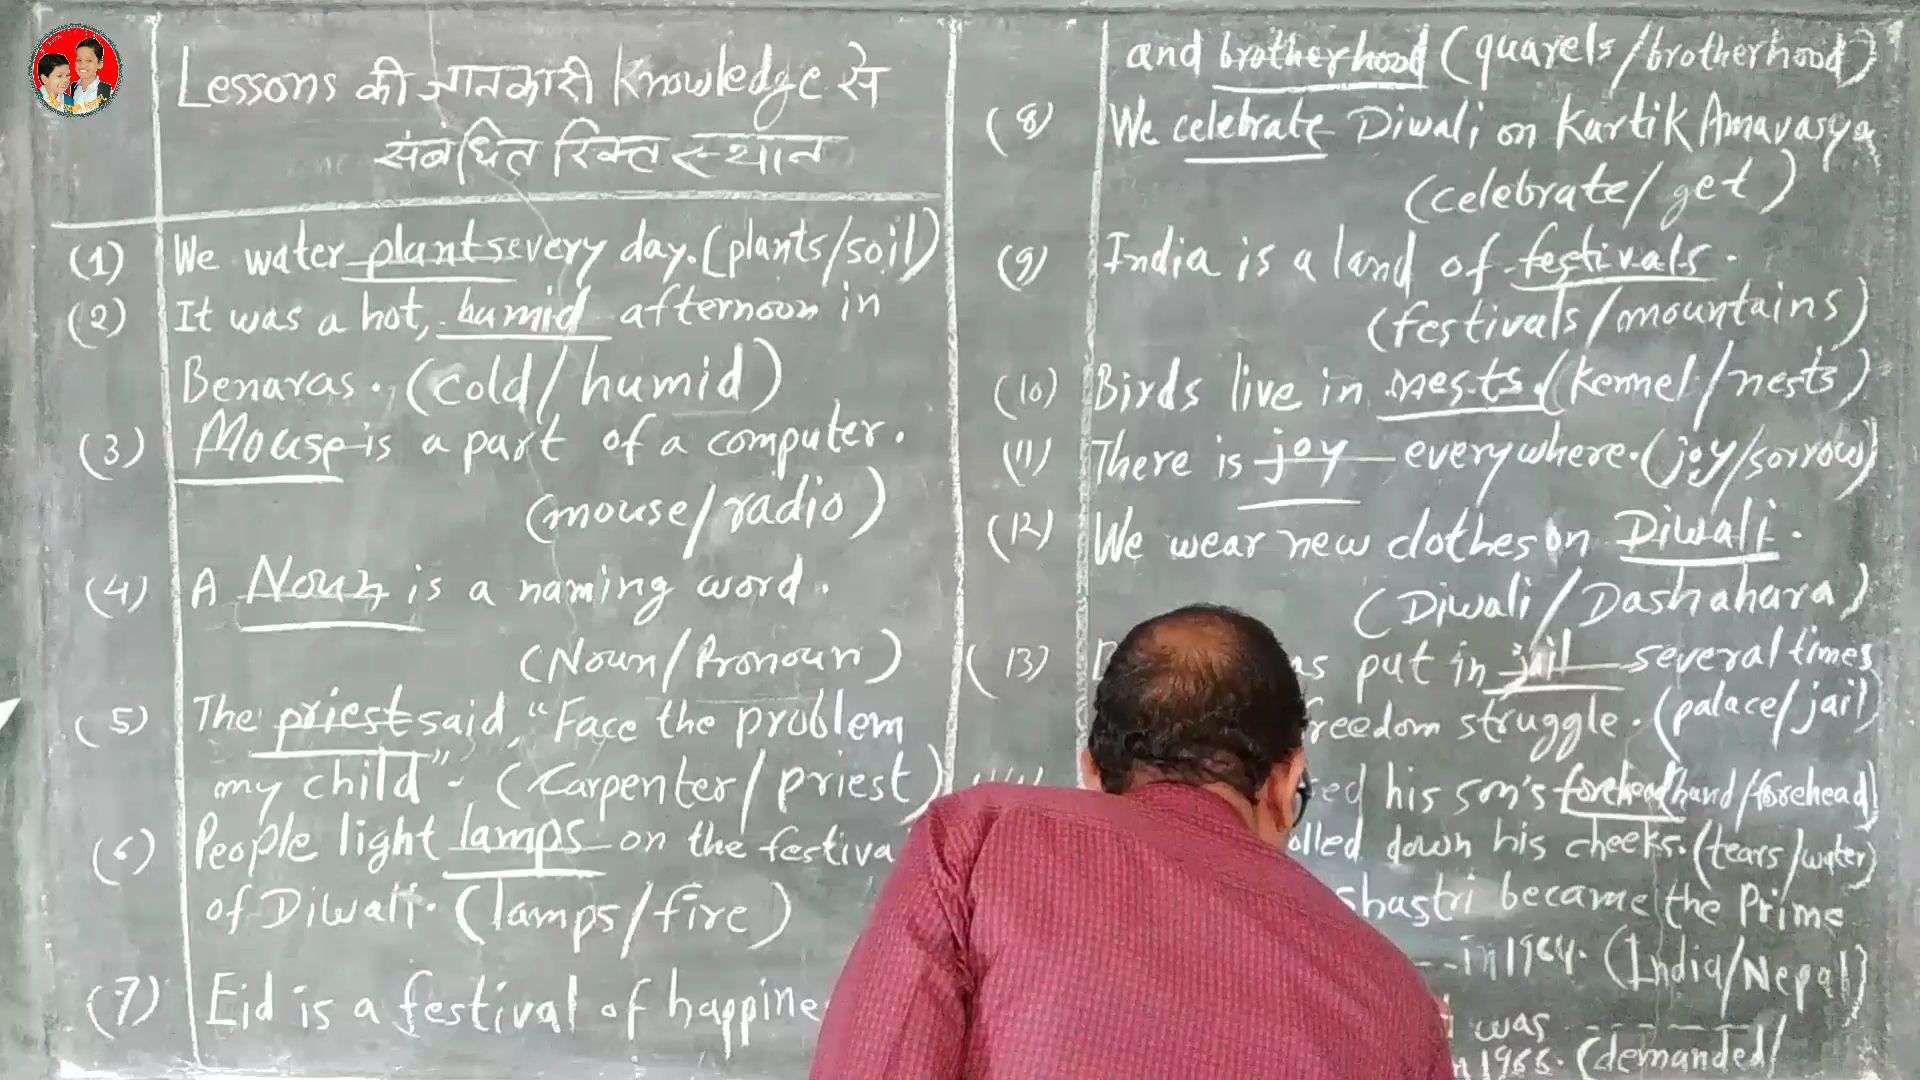 Lessons की जानकारी Knowledge से
संबंधित रिक्त स्थान
(1) We water plants every day. (plants/soil)
(2) It was a hot, humid afternoon in
Benaras. (cold/humid)
(3) Mouse is a part of a computer.
(mouse/radio)
(4) A Noun is a naming word.
(Noun/Pronoun)
(5) The priest said, "Face the problem
my child". (Carpenter/priest)
(6) People light lamps on the festiva
of Diwali. (lamps/fire)
(7) Eid is a festival of happine
and brotherhood (quarels/brotherhood)
(8) We celebrate Diwali on Kartik Amavasya
(celebrate/get)
(9) India is a land of festivals.
(festivals/mountains)
(10) Birds live in nests. (Kennel/nests)
(11) There is joy everywhere. (joy/sorrow)
(12) We wear new clothes on Diwali.
(Diwali/Dashahara)
(13) put in jail several times
reedom struggle. (palace/jail)
ed his son's forehead hand/forehead)
olled down his cheeks. (tears/water)
shastri became the Prime
in 1964. (India/Nepal)
was
1966. (demanded/